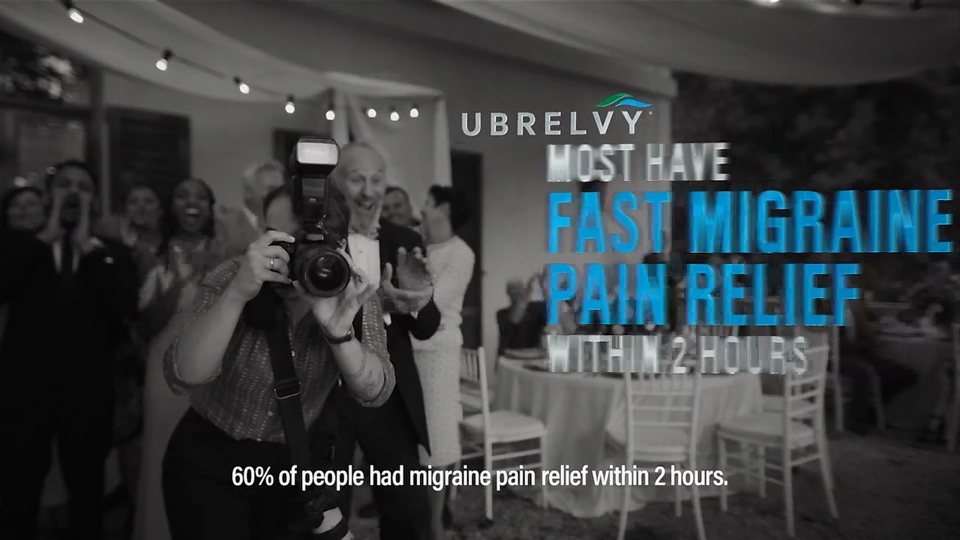 UBRELVY
MOST HAVE
FAST MIGRAINE
PAIN RELIEF
WITHIN 2 HOURS
60% of people had migraine pain relief within 2 hours.